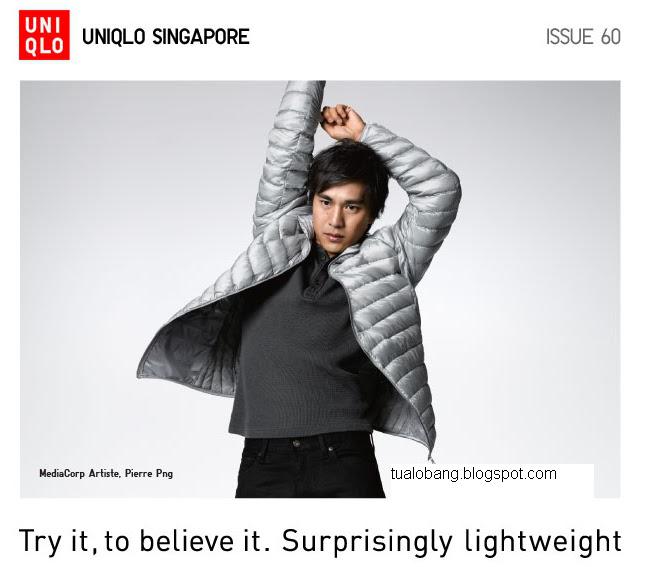 UNI
QLO
UNIQLO SINGAPORE
ISSUE 60
MediaCorp Artiste, Pierre Png
tualobang.blogspot.com
Try it, to believe it. Surprisingly lightweight